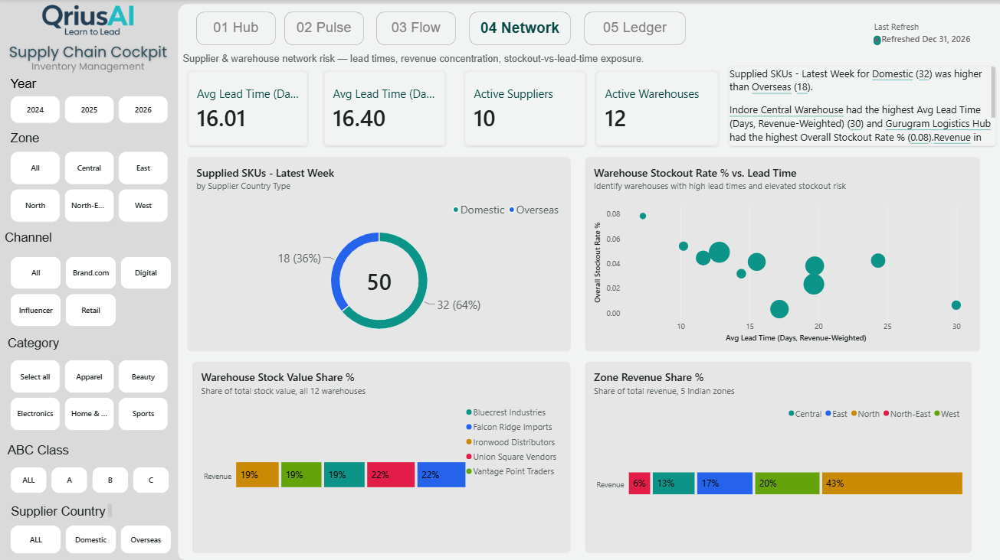 QriusAI
Learn to Lead
Supply Chain Cockpit
Inventory Management
Year
2024
2025
2026
Zone
All
Central
East
North
North-E...
West
Channel
All
Brand.com
Digital
Influencer
Retail
Category
Select all
Apparel
Beauty
Electronics
Home & ...
Sports
ABC Class
ALL
A
B
C
Supplier Country
ALL
Domestic
Overseas
01 Hub
02 Pulse
03 Flow
04 Network
05 Ledger
Last Refresh
Refreshed Dec 31, 2026
Supplier & warehouse network risk — lead times, revenue concentration, stockout-vs-lead-time exposure.
Avg Lead Time (Da...
16.01
Avg Lead Time (Da...
16.40
Active Suppliers
10
Active Warehouses
12
Supplied SKUs - Latest Week for Domestic (32) was higher
than Overseas (18).
Indore Central Warehouse had the highest Avg Lead Time
(Days, Revenue-Weighted) (30) and Gurugram Logistics Hub
had the highest Overall Stockout Rate % (0.08).Revenue in
Supplied SKUs - Latest Week
by Supplier Country Type
Domestic
Overseas
18 (36%)
50
32 (64%)
Warehouse Stockout Rate % vs. Lead Time
Identify warehouses with high lead times and elevated stockout risk
Overall Stockout Rate %
0.08
0.06
0.04
0.02
0.00
10
15
20
25
30
Avg Lead Time (Days, Revenue-Weighted)
Warehouse Stock Value Share %
Share of total stock value, all 12 warehouses
Bluecrest Industries
Falcon Ridge Imports
Ironwood Distributors
Union Square Vendors
Vantage Point Traders
Revenue
19%
19%
19%
22%
22%
Zone Revenue Share %
Share of total revenue, 5 Indian zones
Central
East
North
North-East
West
Revenue
6%
13%
17%
20%
43%